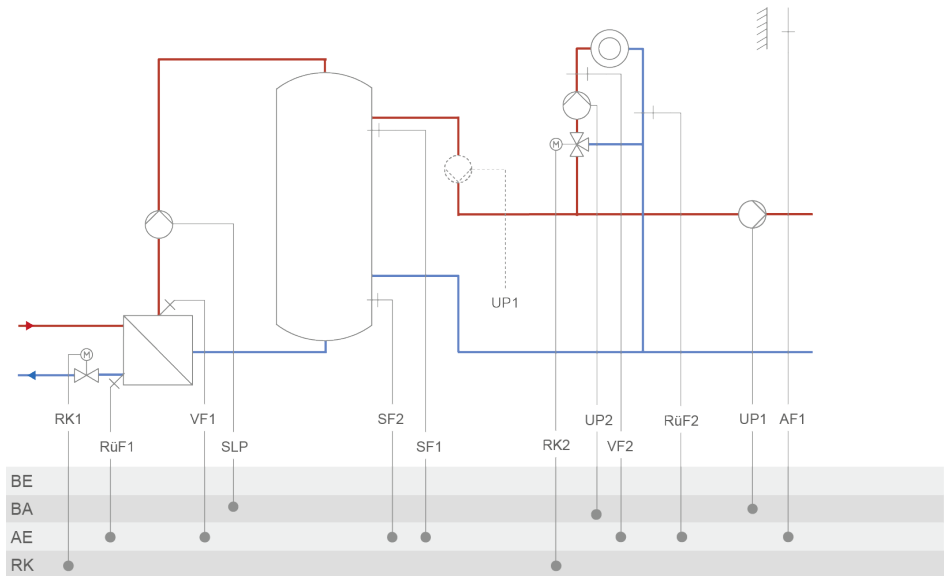 M
UP1
M
RK1
VF1
SF2
UP2
RüF2
UP1
AF1
RüF1
SLP
SF1
RK2
VF2
BE
BA
AE
RK